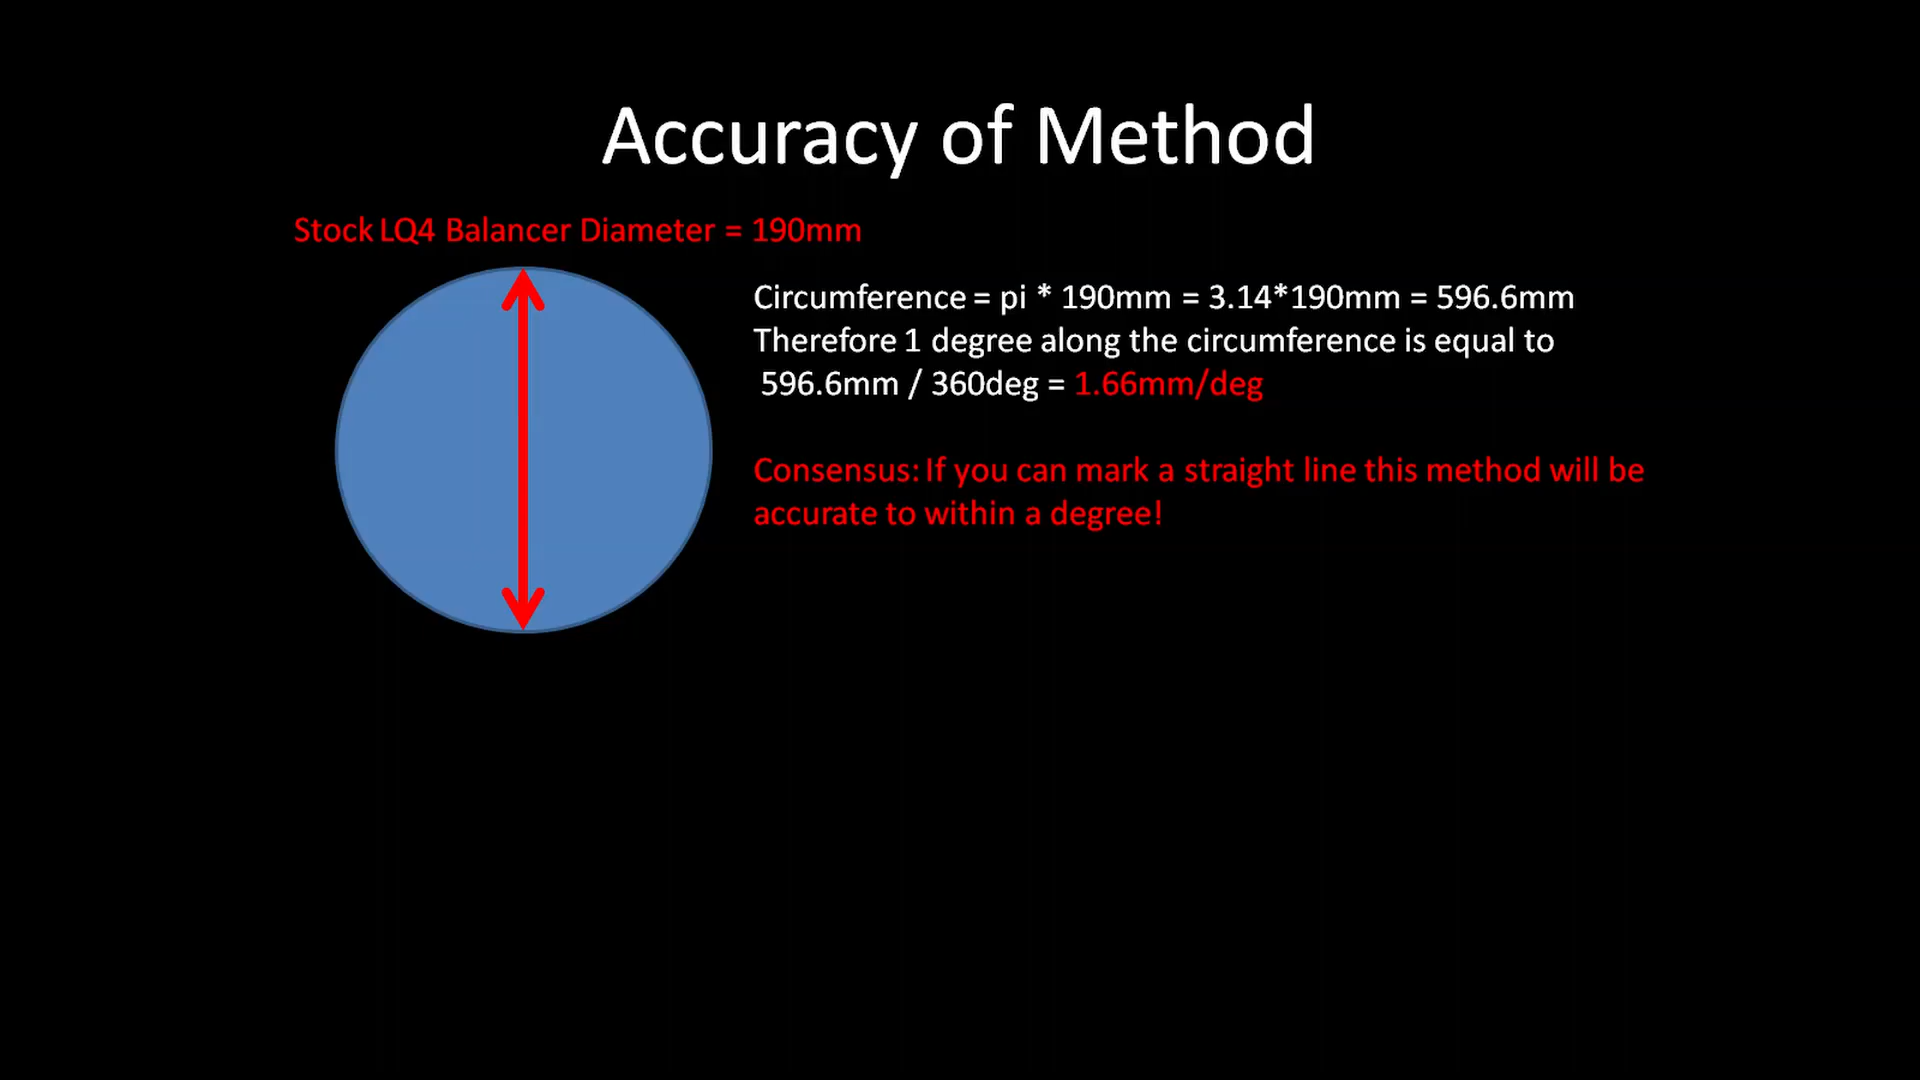 Accuracy of Method
Stock LQ4 Balancer Diameter = 190mm
Circumference = pi * 190mm = 3.14*190mm = 596.6mm
Therefore 1 degree along the circumference is equal to
596.6mm / 360deg = 1.66mm/deg
Consensus: If you can mark a straight line this method will be
accurate to within a degree!